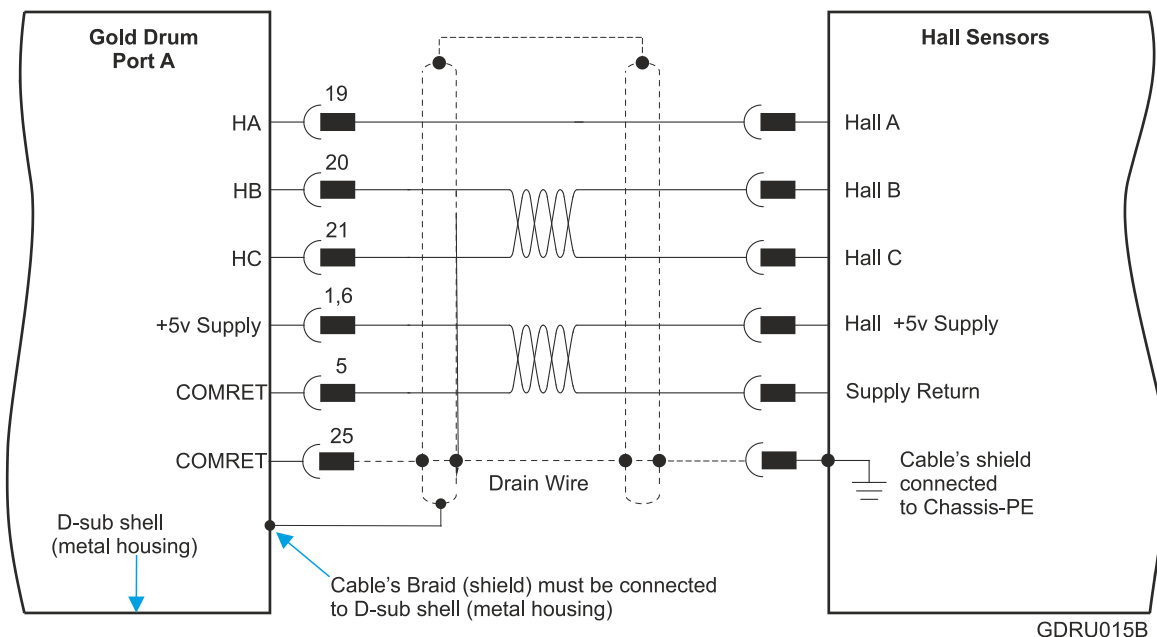 Gold Drum
Port A
Hall Sensors
19
HA
Hall A
20
HB
Hall B
21
HC
Hall C
1,6
+5v Supply
Hall +5v Supply
5
COMRET
Supply Return
25
COMRET
Drain Wire
Cable's shield
connected
to Chassis-PE
D-sub shell
(metal housing)
Cable's Braid (shield) must be connected
to D-sub shell (metal housing)
GDRU015B